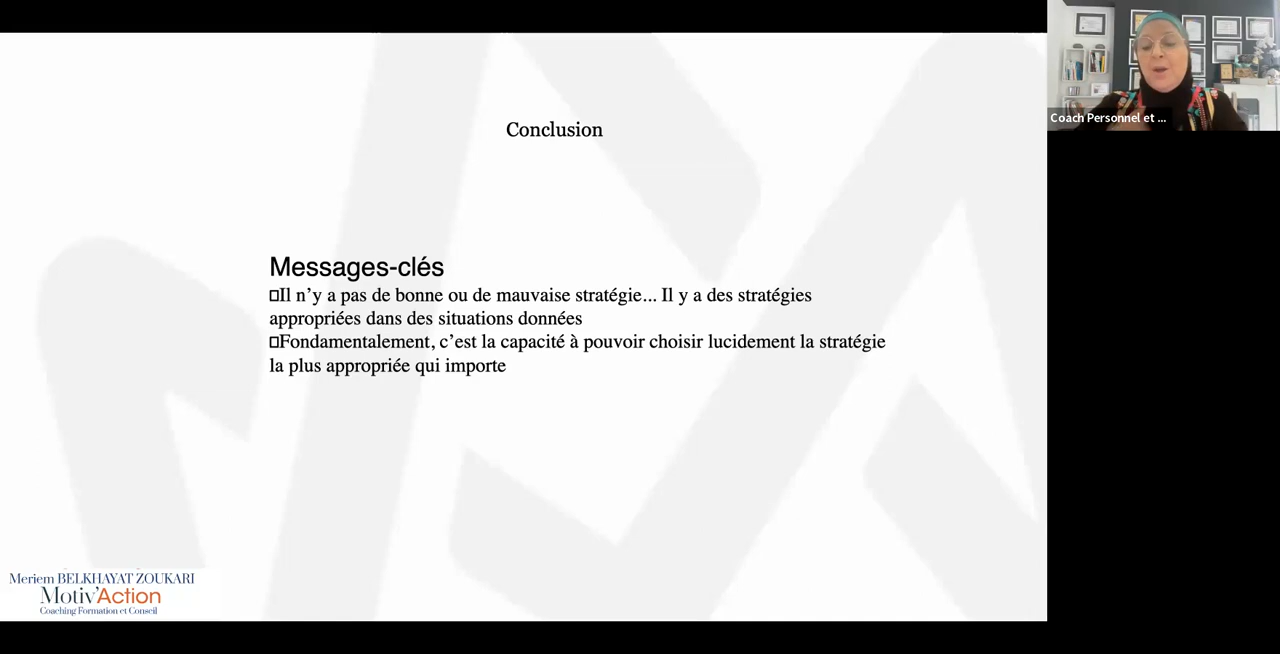 Conclusion
Messages-clés
□Il n’y a pas de bonne ou de mauvaise stratégie... Il y a des stratégies
appropriées dans des situations données
□Fondamentalement, c’est la capacité à pouvoir choisir lucidement la stratégie
la plus appropriée qui importe
Coach Personnel et ...
Meriem BELKHAYAT ZOUKARI
Motiv'Action
Coaching Formation et Conseil